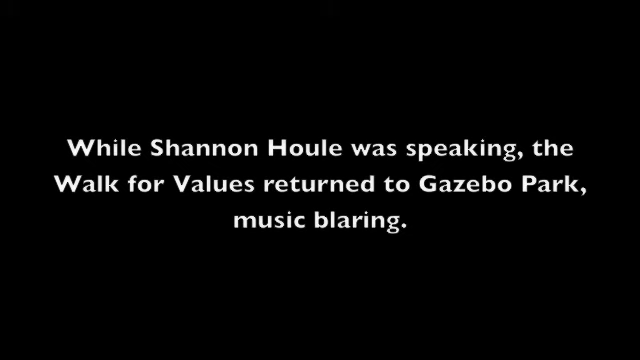 While Shannon Houle was speaking, the
Walk for Values returned to Gazebo Park,
music blaring.